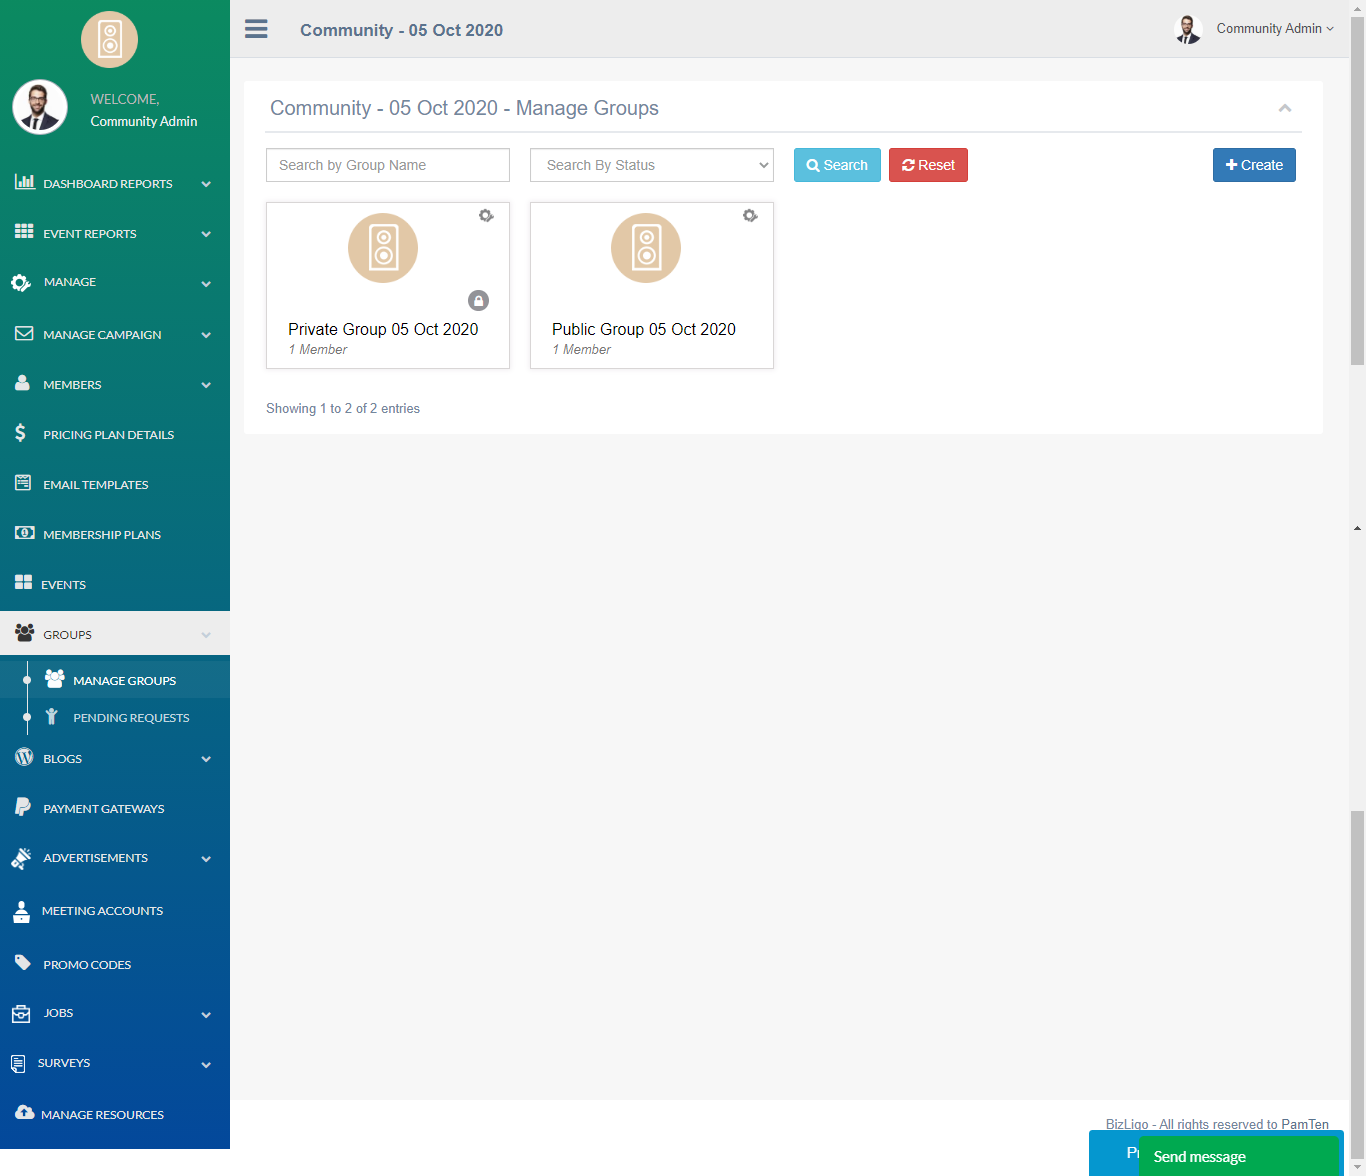 Community - 05 Oct 2020
Community Admin
WELCOME,
Community Admin
DASHBOARD REPORTS
EVENT REPORTS
MANAGE
MANAGE CAMPAIGN
MEMBERS
PRICING PLAN DETAILS
EMAIL TEMPLATES
MEMBERSHIP PLANS
EVENTS
GROUPS
MANAGE GROUPS
PENDING REQUESTS
BLOGS
PAYMENT GATEWAYS
ADVERTISEMENTS
MEETING ACCOUNTS
PROMO CODES
JOBS
SURVEYS
MANAGE RESOURCES
Community - 05 Oct 2020 - Manage Groups
Search by Group Name
Search By Status
Search
Reset
Create
Private Group 05 Oct 2020
1 Member
Public Group 05 Oct 2020
1 Member
Showing 1 to 2 of 2 entries
BizLigo - All rights reserved to PamTen
Send message